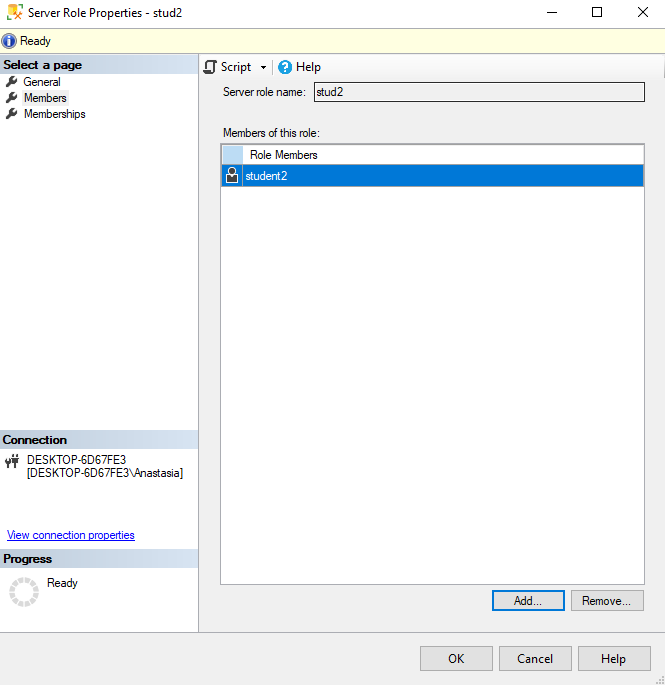 Server Role Properties - stud2
Ready
Select a page
General
Members
Memberships
Script
Help
Server role name:
stud2
Members of this role:
Role Members
student2
Connection
DESKTOP-6D67FE3
[DESKTOP-6D67FE3\Anastasia]
View connection properties
Progress
Ready
Add...
Remove...
OK
Cancel
Help